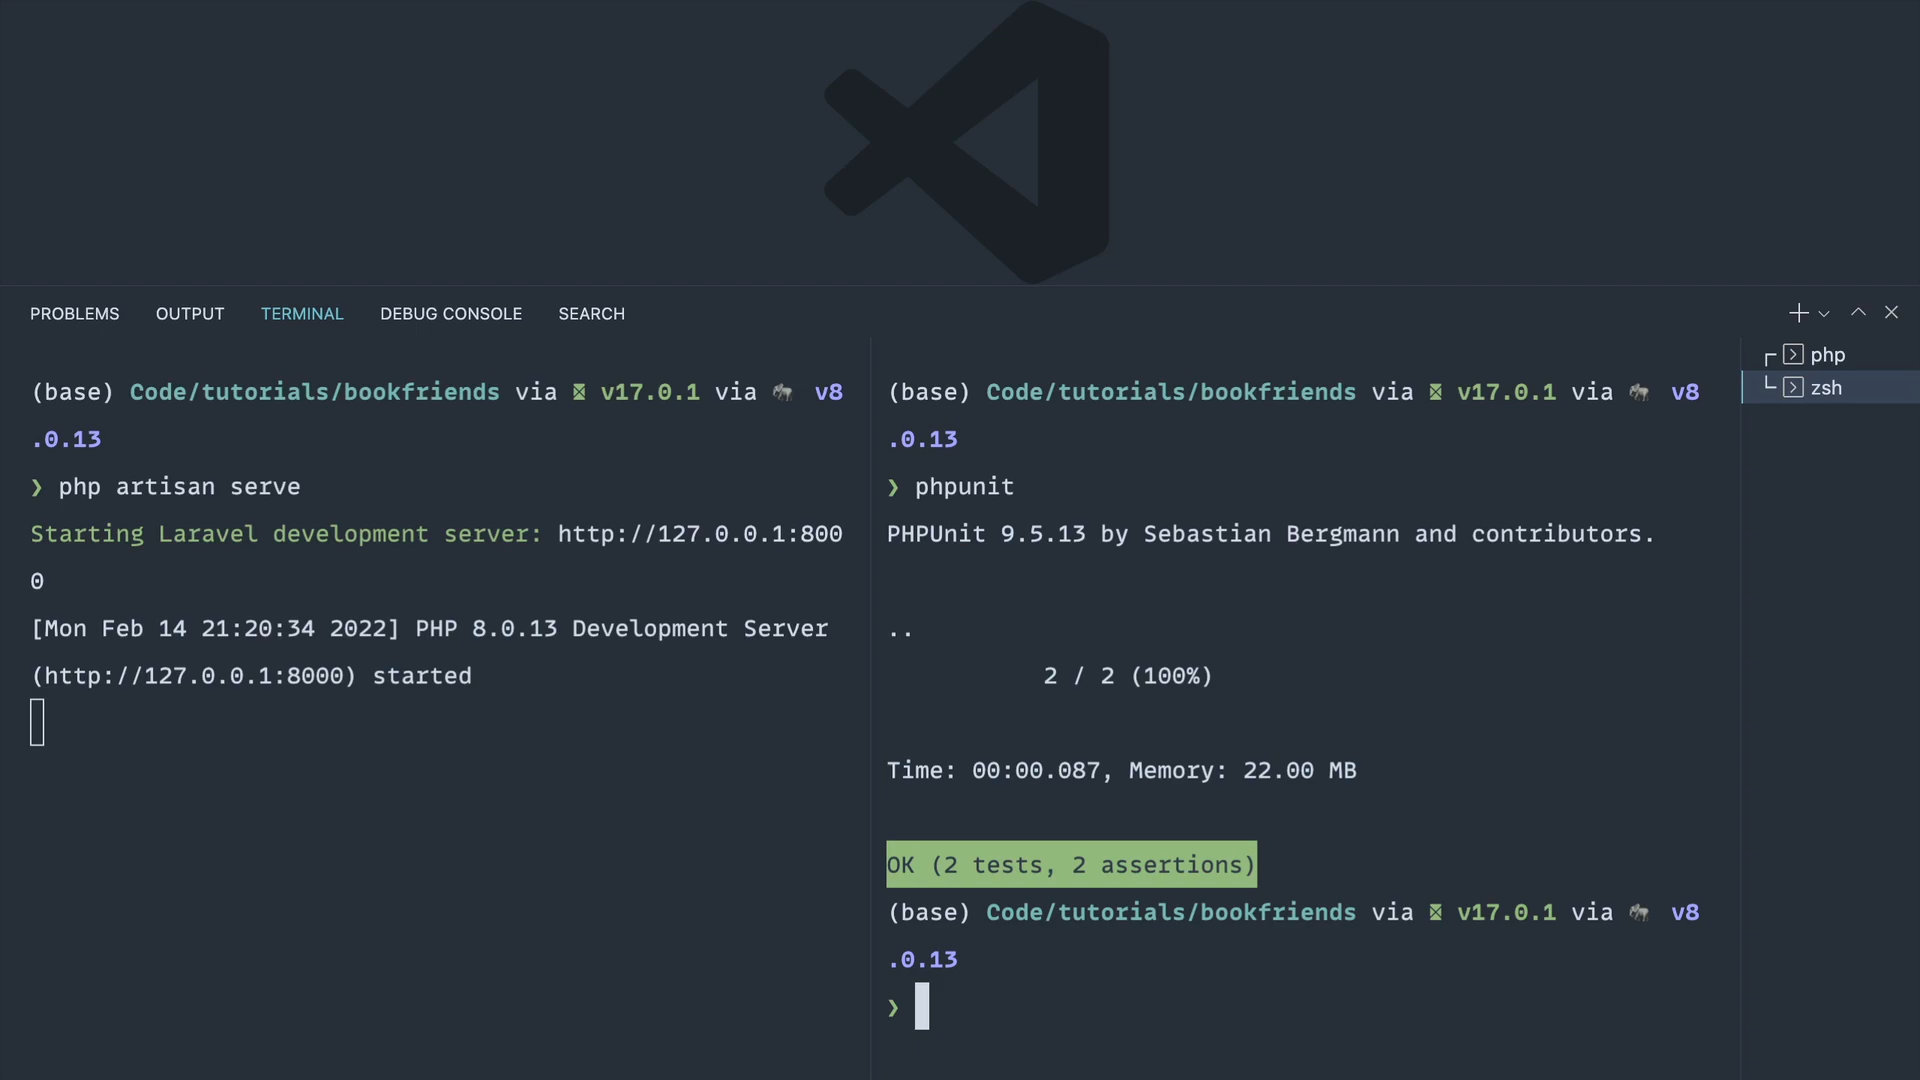 PROBLEMS OUTPUT TERMINAL DEBUG CONSOLE SEARCH
(base) Code/tutorials/bookfriends via v17.0.1 via 🐘 v8
.0.13
❯ php artisan serve
Starting Laravel development server: http://127.0.0.1:800
0
[Mon Feb 14 21:20:34 2022] PHP 8.0.13 Development Server
(http://127.0.0.1:8000) started
(base) Code/tutorials/bookfriends via v17.0.1 via 🐘 v8
.0.13
❯ phpunit
PHPUnit 9.5.13 by Sebastian Bergmann and contributors.
..
2 / 2 (100%)
Time: 00:00.087, Memory: 22.00 MB
OK (2 tests, 2 assertions)
(base) Code/tutorials/bookfriends via v17.0.1 via 🐘 v8
.0.13
❯
php
zsh